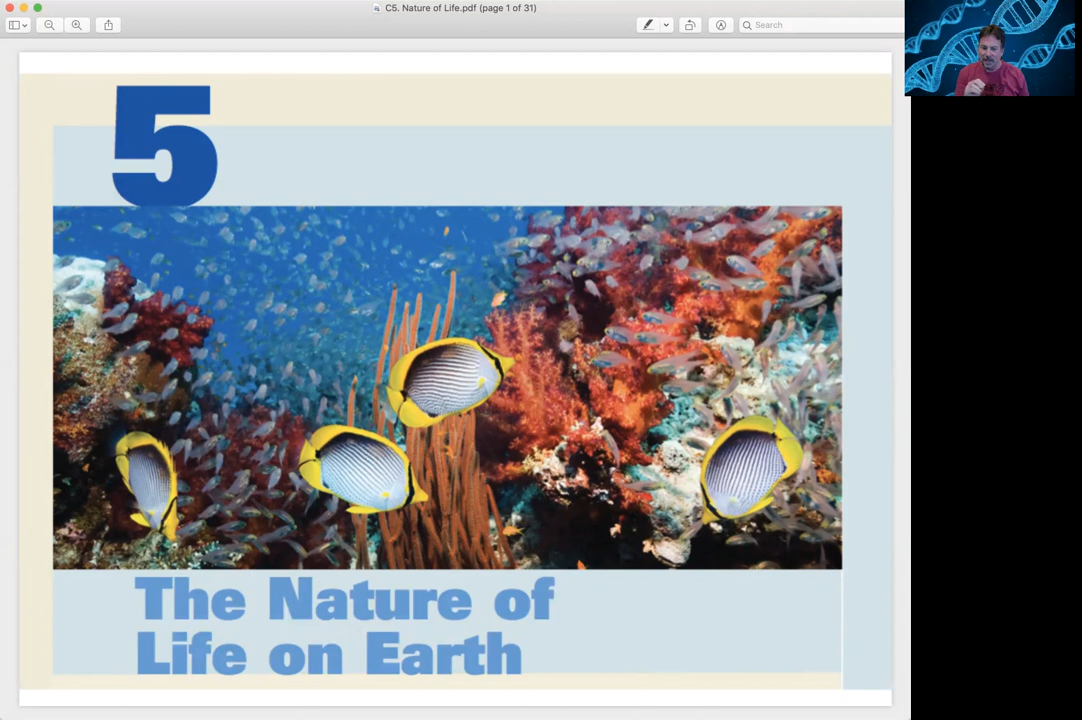 C5. Nature of Life.pdf (page 1 of 31)
Search
5
The Nature of
Life on Earth